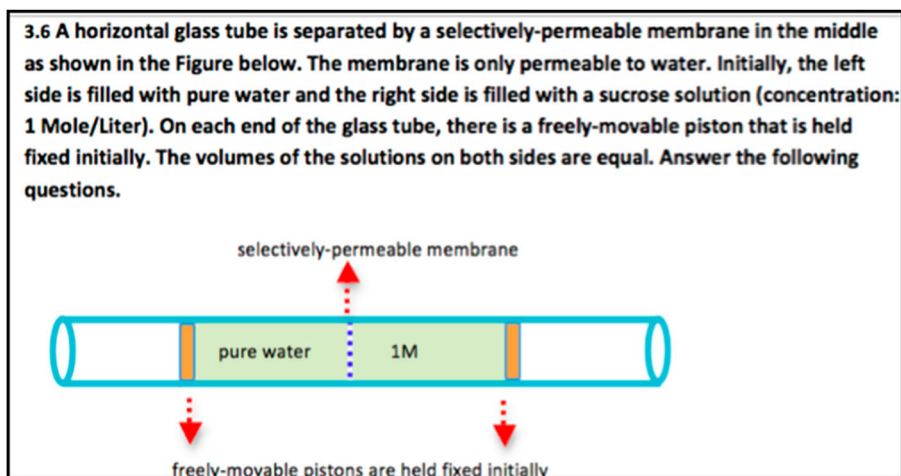 3.6 A horizontal glass tube is separated by a selectively-permeable membrane in the middle
as shown in the Figure below. The membrane is only permeable to water. Initially, the left
side is filled with pure water and the right side is filled with a sucrose solution (concentration:
1 Mole/Liter). On each end of the glass tube, there is a freely-movable piston that is held
fixed initially. The volumes of the solutions on both sides are equal. Answer the following
questions.
selectively-permeable membrane
pure water
1M
freely-movable pistons are held fixed initially